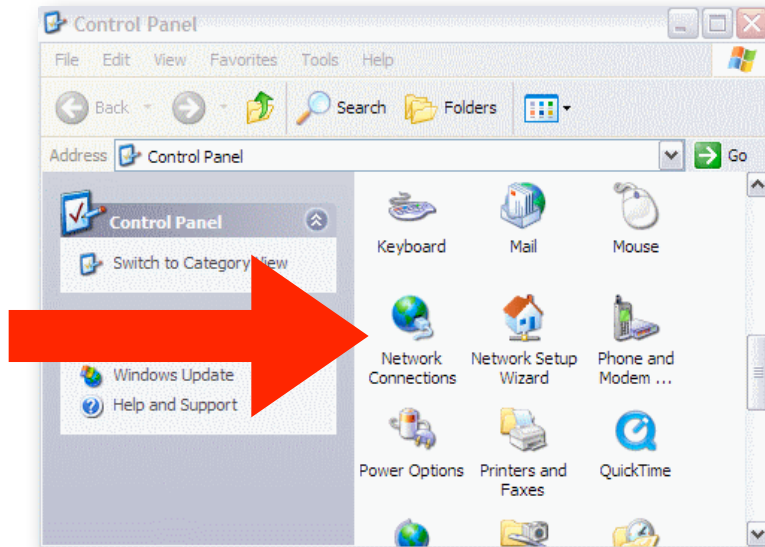 Control Panel
File Edit View Favorites Tools Help
Back Search Folders
Address Control Panel Go
Control Panel
Switch to Category View
Windows Update
Help and Support
Keyboard Mail Mouse
Network Connections
Network Setup Wizard
Phone and Modem ...
Power Options
Printers and Faxes
QuickTime